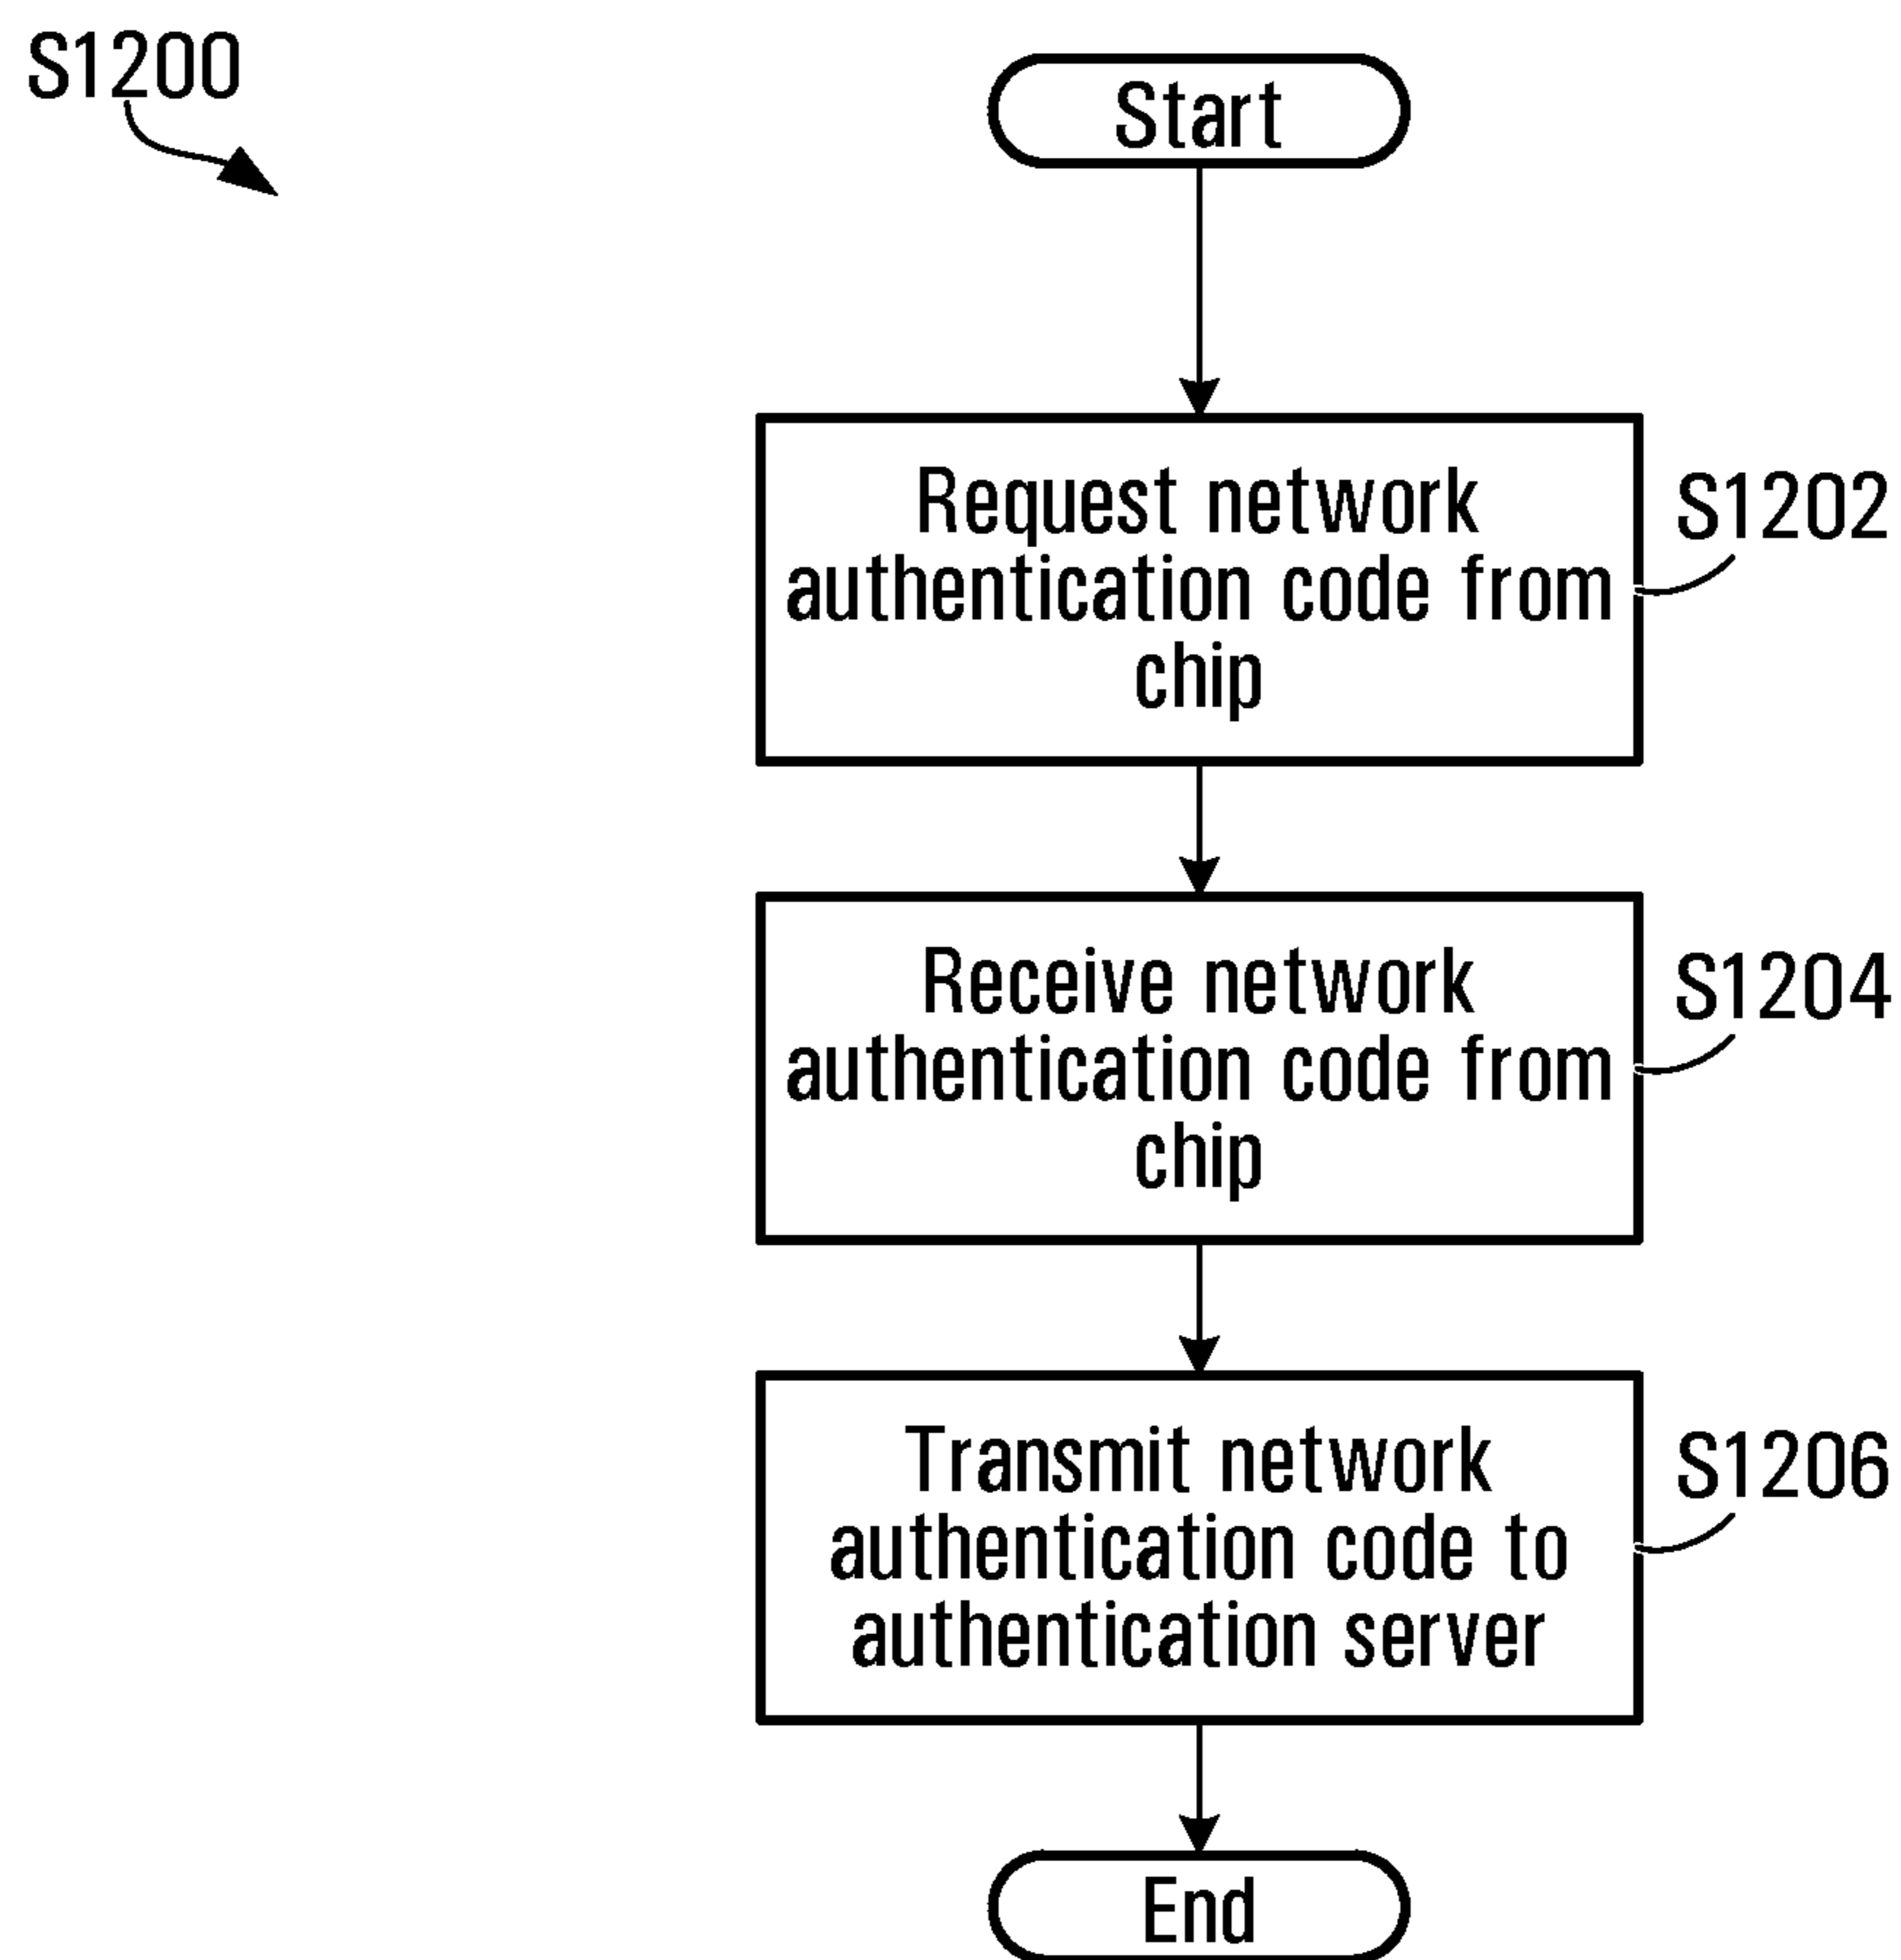 S1200
Start
Request network
authentication code from
chip
S1202
Receive network
authentication code from
chip
S1204
Transmit network
authentication code to
authentication server
S1206
End